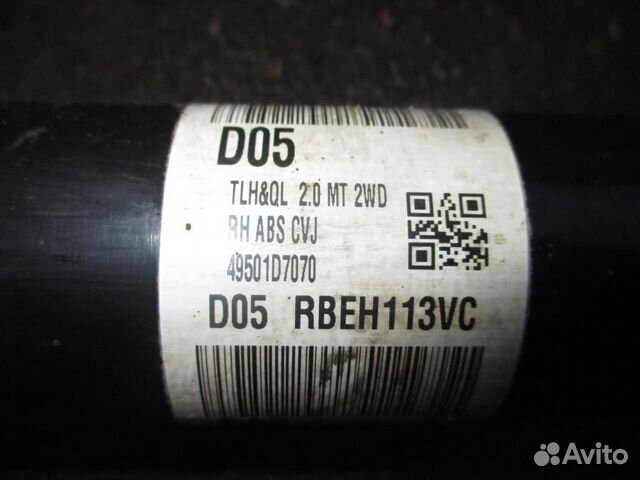 D05
TLH&QL 2.0 MT 2WD
RH ABS CVJ
49501D7070
D05 RBEH113VC
Avito